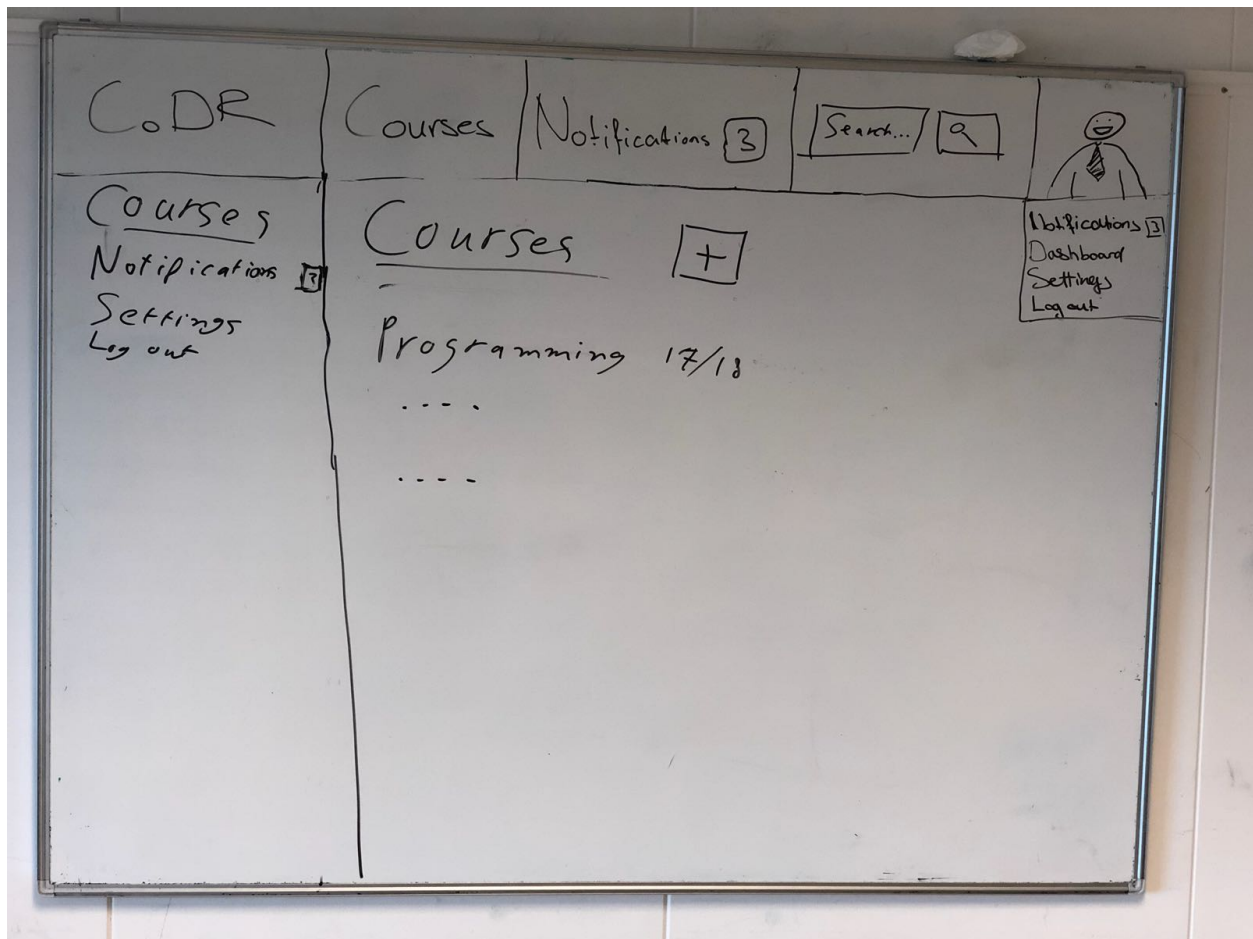 CoDR
Courses
Notifications 3
Search...
Courses
Notifications 3
Settings
Log out
Courses +
Programming 17/18
....
....
Notifications 3
Dashboard
Settings
Log out